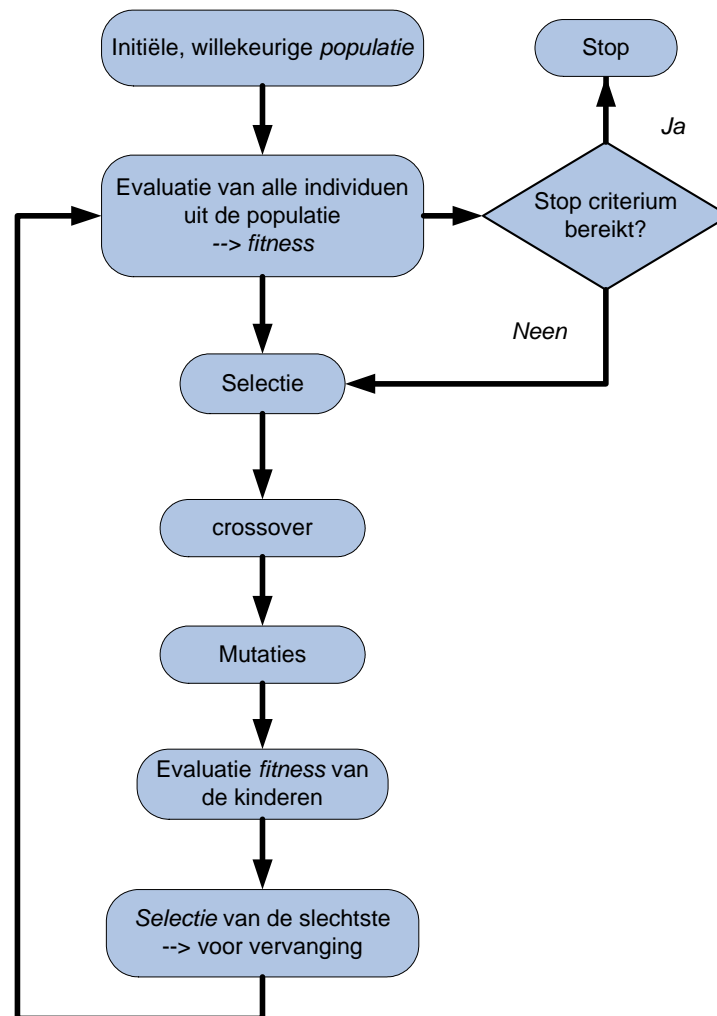 Initiële, willekeurige populatie
Stop
Ja
Evaluatie van alle individuen
uit de populatie
--> fitness
Stop criterium
bereikt?
Neen
Selectie
crossover
Mutaties
Evaluatie fitness van
de kinderen
Selectie van de slechtste
--> voor vervanging